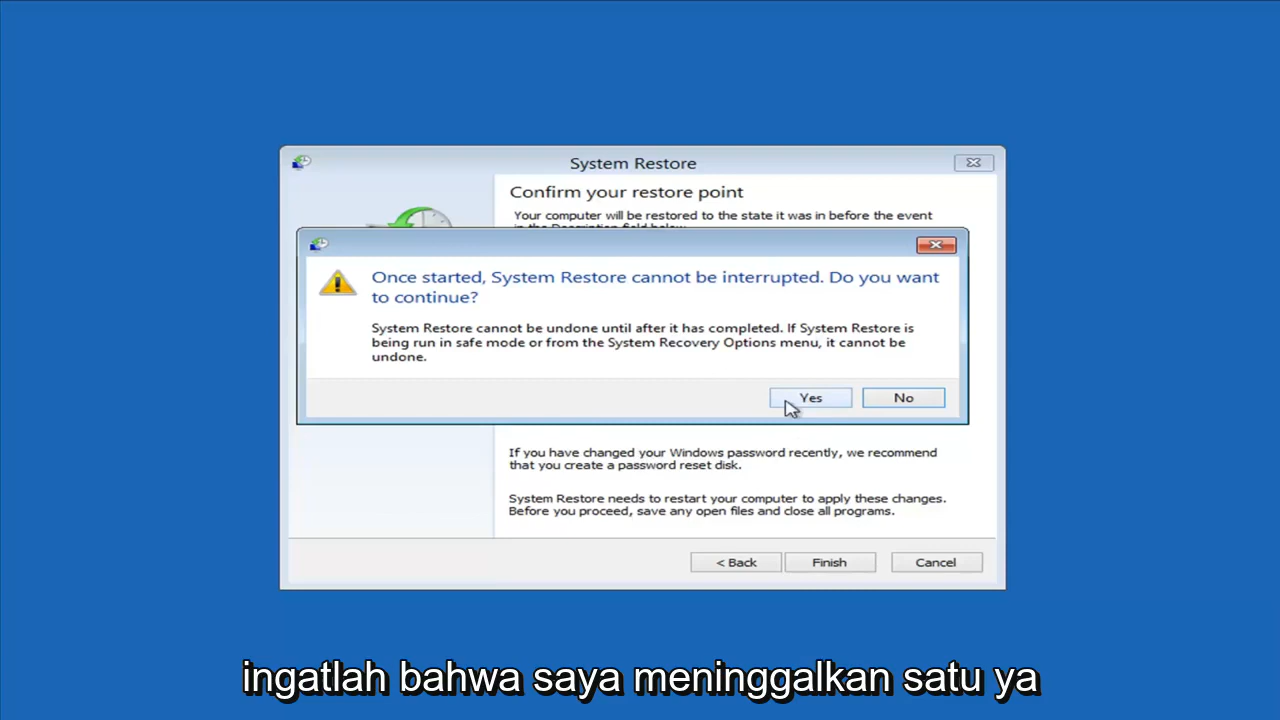 System Restore
Confirm your restore point
Your computer will be restored to the state it was in before the event
in the Description field below.
Once started, System Restore cannot be interrupted. Do you want
to continue?
System Restore cannot be undone until after it has completed. If System Restore is
being run in safe mode or from the System Recovery Options menu, it cannot be
undone.
Yes No
If you have changed your Windows password recently, we recommend
that you create a password reset disk.
System Restore needs to restart your computer to apply these changes.
Before you proceed, save any open files and close all programs.
< Back Finish Cancel
ingatlah bahwa saya meninggalkan satu ya